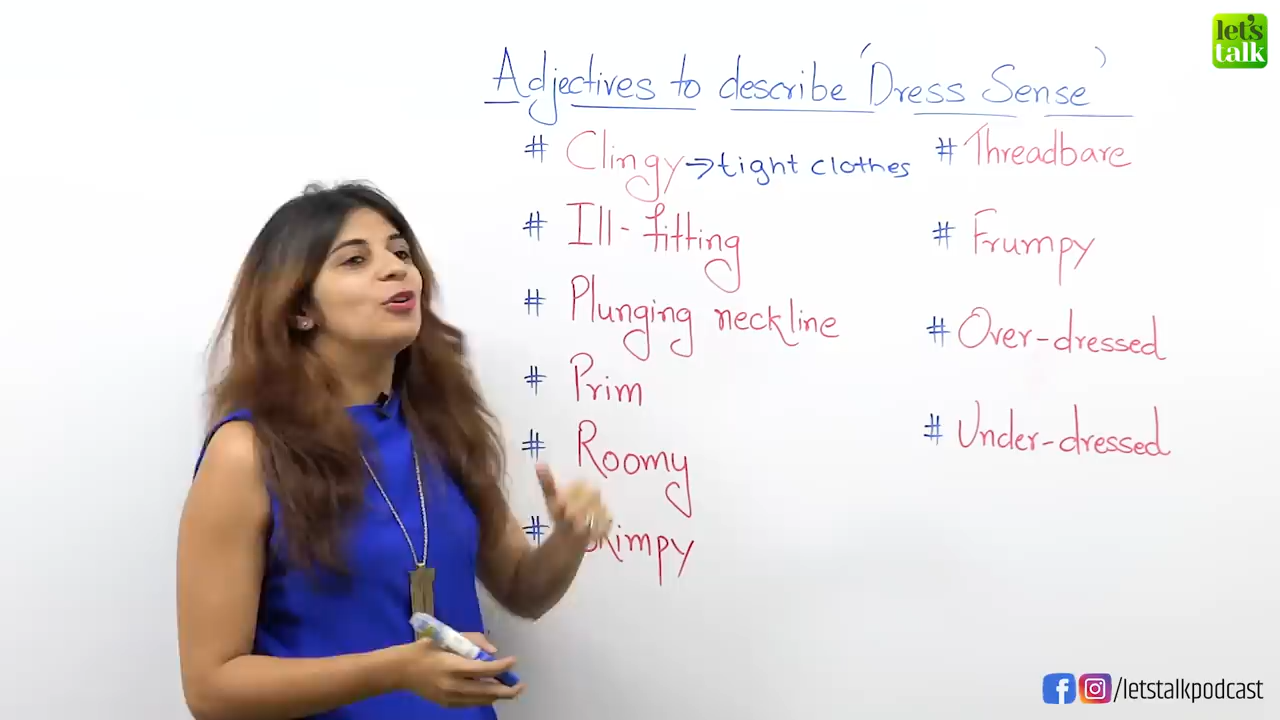 let's
talk
Adjectives to describe 'Dress Sense'
# Clingy → tight clothes
# Ill-fitting
# Plunging neckline
# Prim
# Roomy
# Skimpy
# Threadbare
# Frumpy
# Over-dressed
# Under-dressed
/letstalkpodcast